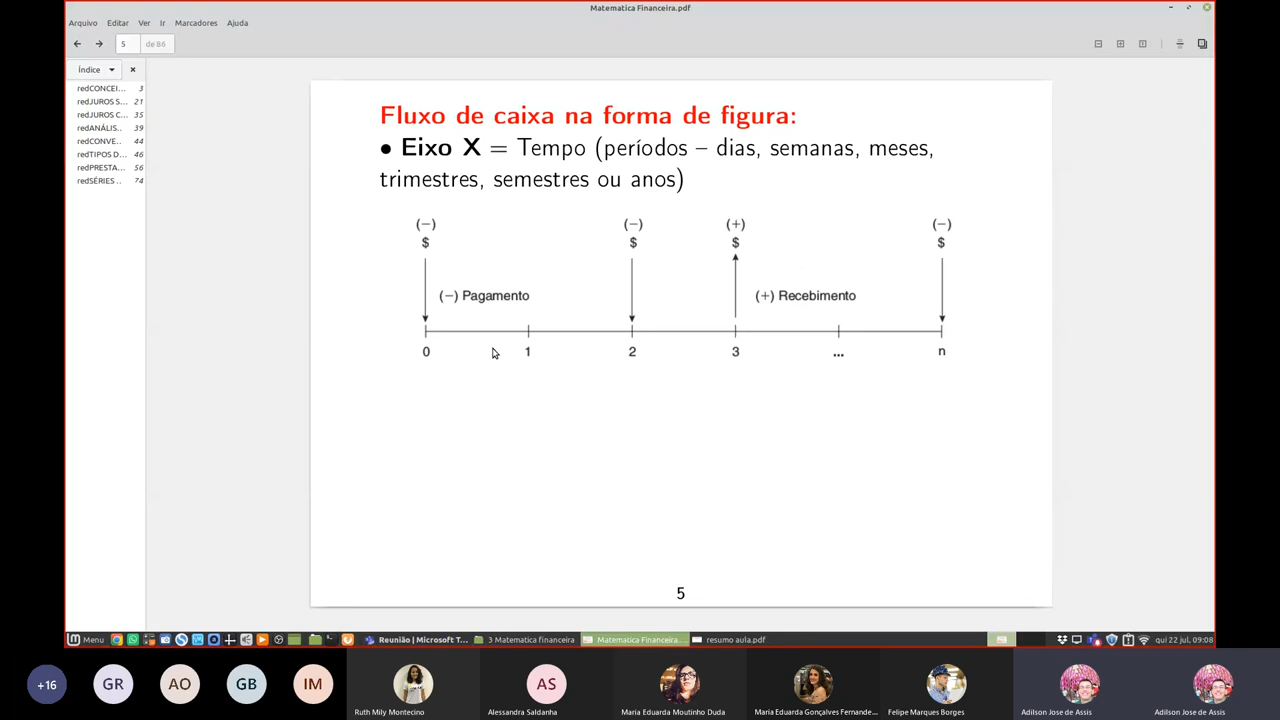 Matematica Financeira.pdf
Arquivo Editar Ver Ir Marcadores Ajuda
5 de 86
Índice
redCONCEI... 3
redJUROS S... 21
redJUROS C... 35
redANÁLIS.. 39
redCONVE.. 44
redTIPOS D... 46
redPRESTA.. 56
redSÉRIES .. 74
Fluxo de caixa na forma de figura:
• Eixo X = Tempo (períodos – dias, semanas, meses,
trimestres, semestres ou anos)
(−) (−) (+) (−)
$ $ $ $
(−) Pagamento (+) Recebimento
0 1 2 3 ... n
5
Menu Reunião | Microsoft T... 3 Matematica financeira Matematica Financeira... resumo aula.pdf qui 22 jul, 09:08
+16 GR AO GB IM AS
Ruth Mily Montecino Alessandra Saldanha Maria Eduarda Moutinho Duda Maria Eduarda Gonçalves Fernande... Felipe Marques Borges Adilson Jose de Assis Adilson Jose de Assis